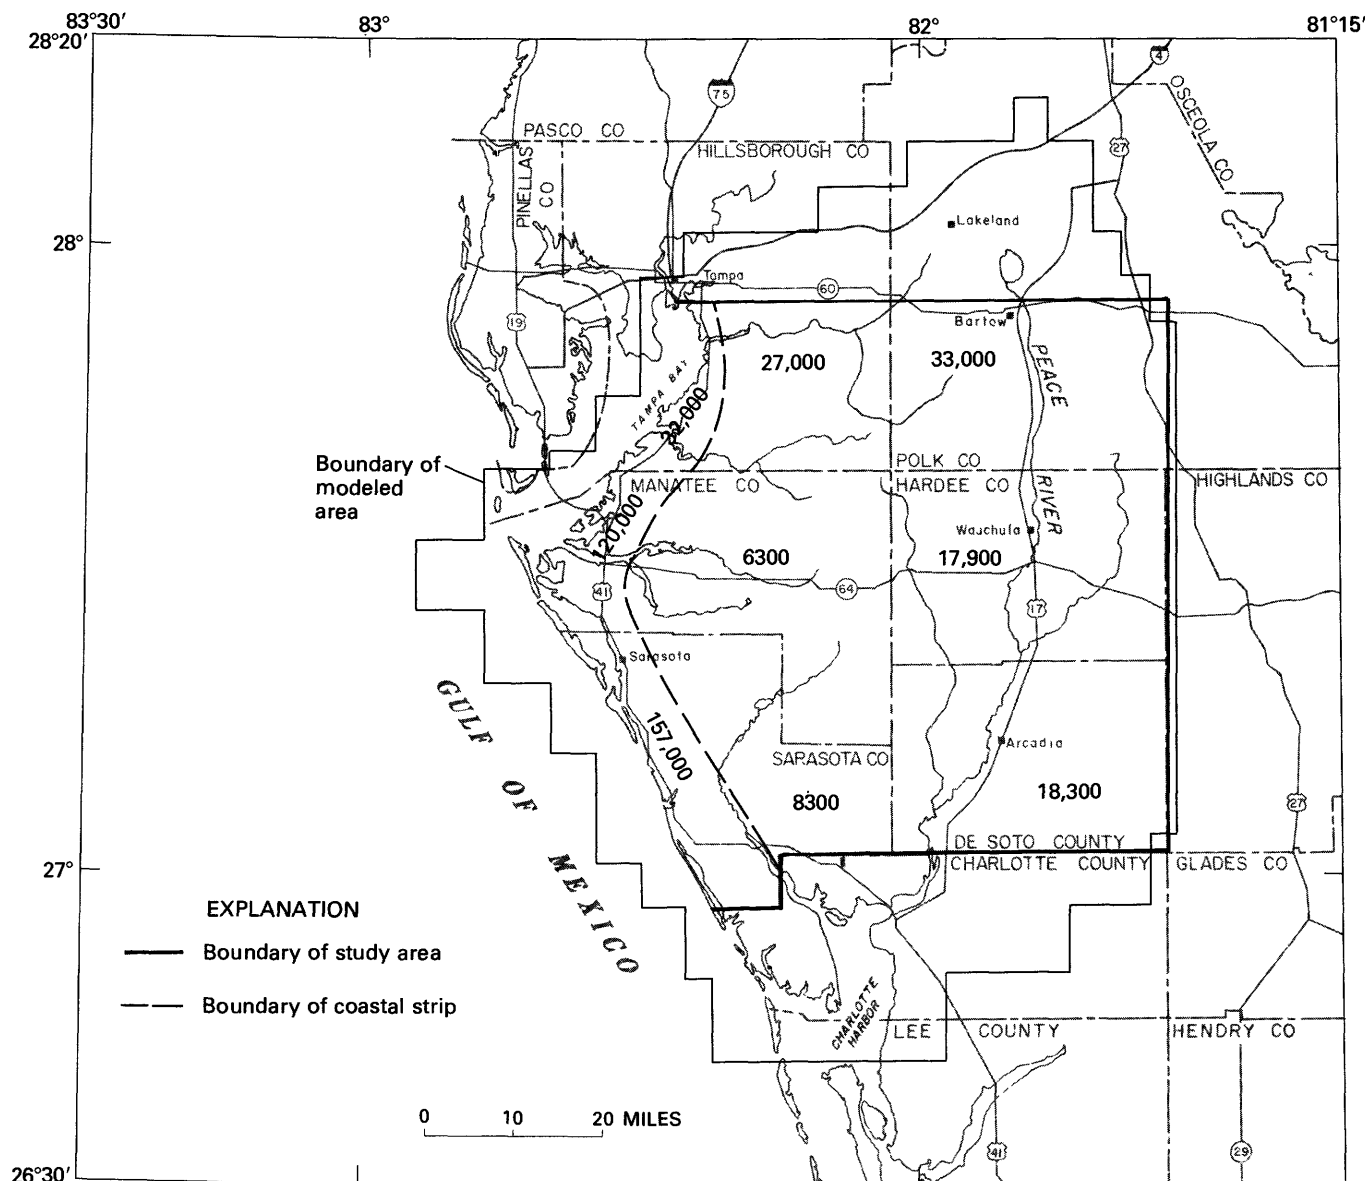 83°30'
83°
82°
81°15'
28°20'
4
75
OSCEOLA CO
PASCO CO
HILLSBOROUGH CO
27
PINELLAS
CO
Lakeland
28°
Tampa
60
19
Bartow
27,000
33,000
PEACE
TAMPA BAY
32,000
Boundary of
modeled
area
POLK CO
MANATEE CO
HARDEE CO
HIGHLANDS CO
RIVER
120,000
Wauchula
6300
17,900
41
64
17
Sarasota
GULF OF MEXICO
157,000
Arcadia
SARASOTA CO
8300
18,300
27
DE SOTO COUNTY
CHARLOTTE COUNTY
GLADES CO
27°
EXPLANATION
Boundary of study area
Boundary of coastal strip
CHARLOTTE
HARBOR
LEE COUNTY
HENDRY CO
0 10 20 MILES
41
29
26°30'